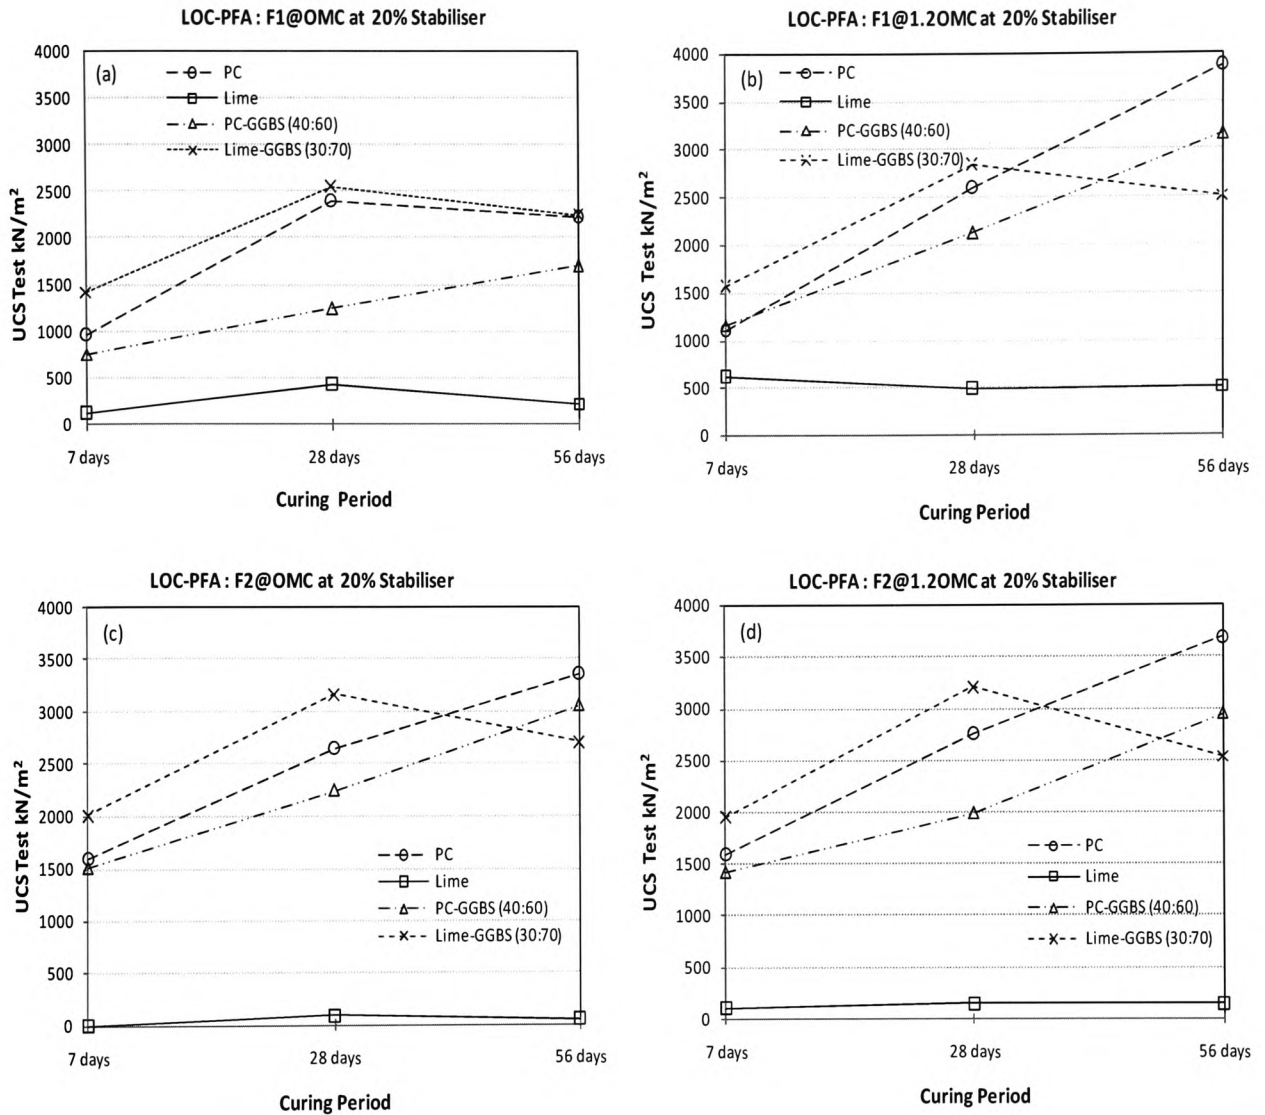 LOC-PFA : F1@OMC at 20% Stabiliser
4000
3500
3000
2500
2000
1500
1000
500
0
UCS Test kN/m²
(a)
PC
Lime
PC-GGBS (40:60)
Lime-GGBS (30:70)
7 days
28 days
56 days
Curing Period
LOC-PFA : F1@1.2OMC at 20% Stabiliser
4000
3500
3000
2500
2000
1500
1000
500
0
UCS Test kN/m²
(b)
PC
Lime
PC-GGBS (40:60)
Lime-GGBS (30:70)
7 days
28 days
56 days
Curing Period
LOC-PFA : F2@OMC at 20% Stabiliser
4000
3500
3000
2500
2000
1500
1000
500
0
UCS Test kN/m²
(c)
PC
Lime
PC-GGBS (40:60)
Lime-GGBS (30:70)
7 days
28 days
56 days
Curing Period
LOC-PFA : F2@1.2OMC at 20% Stabiliser
4000
3500
3000
2500
2000
1500
1000
500
0
UCS Test kN/m²
(d)
PC
Lime
PC-GGBS (40:60)
Lime-GGBS (30:70)
7 days
28 days
56 days
Curing Period